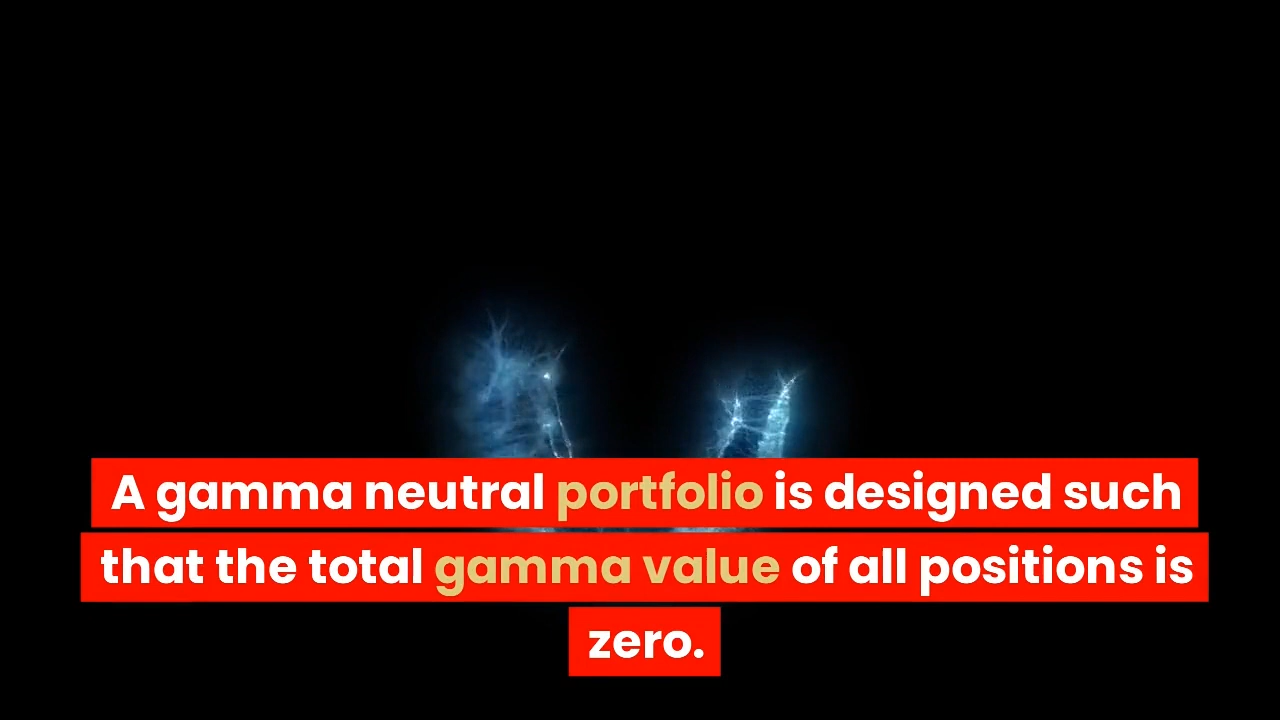 A gamma neutral portfolio is designed such
that the total gamma value of all positions is
zero.